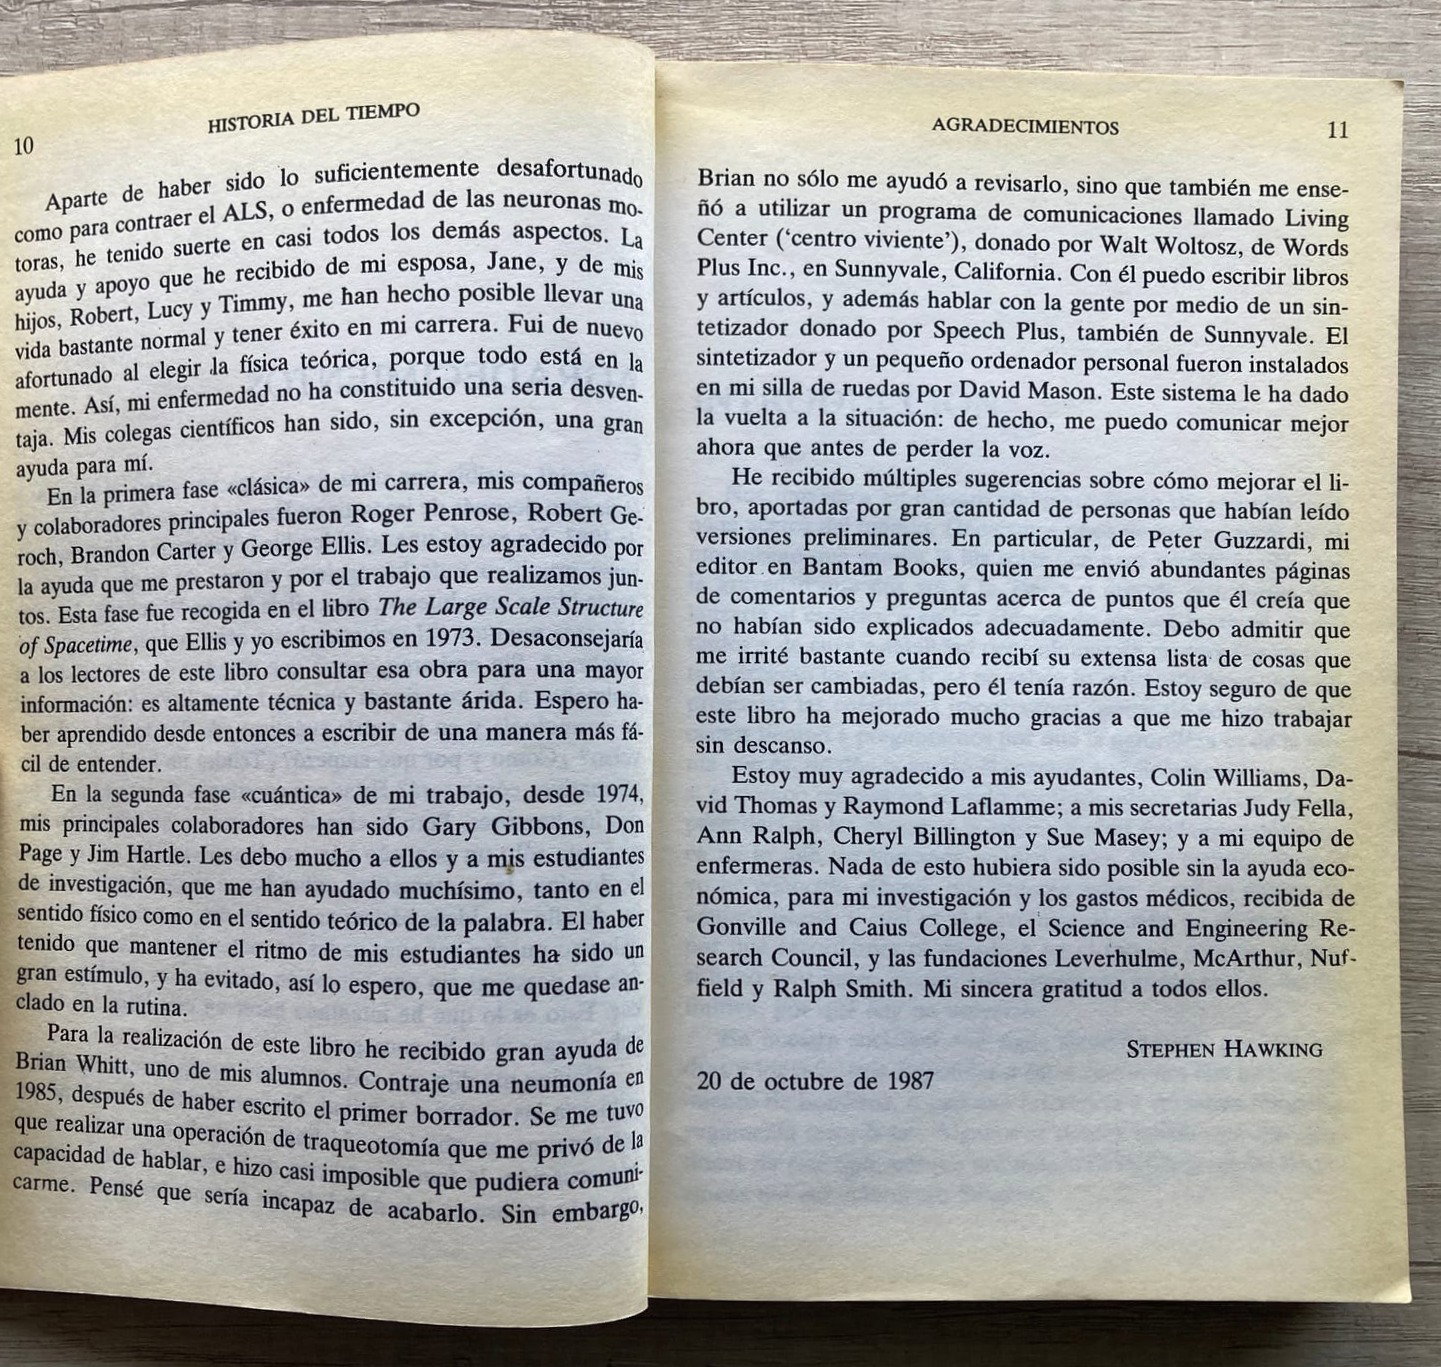 HISTORIA DEL TIEMPO
10
Aparte de haber sido lo suficientemente desafortunado
como para contraer el ALS, o enfermedad de las neuronas mo-
toras, he tenido suerte en casi todos los demás aspectos. La
ayuda y apoyo que he recibido de mi esposa, Jane, y de mis
hijos, Robert, Lucy y Timmy, me han hecho posible llevar una
vida bastante normal y tener éxito en mi carrera. Fui de nuevo
afortunado al elegir la física teórica, porque todo está en la
mente. Así, mi enfermedad no ha constituido una seria desven-
taja. Mis colegas científicos han sido, sin excepción, una gran
ayuda para mí.
En la primera fase «clásica» de mi carrera, mis compañeros
y colaboradores principales fueron Roger Penrose, Robert Ge-
roch, Brandon Carter y George Ellis. Les estoy agradecido por
la ayuda que me prestaron y por el trabajo que realizamos jun-
tos. Esta fase fue recogida en el libro The Large Scale Structure
of Spacetime, que Ellis y yo escribimos en 1973. Desaconsejaría
a los lectores de este libro consultar esa obra para una mayor
información: es altamente técnica y bastante árida. Espero ha-
ber aprendido desde entonces a escribir de una manera más fá-
cil de entender.
En la segunda fase «cuántica» de mi trabajo, desde 1974,
mis principales colaboradores han sido Gary Gibbons, Don
Page y Jim Hartle. Les debo mucho a ellos y a mis estudiantes
de investigación, que me han ayudado muchísimo, tanto en el
sentido físico como en el sentido teórico de la palabra. El haber
tenido que mantener el ritmo de mis estudiantes ha sido un
gran estímulo, y ha evitado, así lo espero, que me quedase an-
clado en la rutina.
Para la realización de este libro he recibido gran ayuda de
Brian Whitt, uno de mis alumnos. Contraje una neumonía en
1985, después de haber escrito el primer borrador. Se me tuvo
que realizar una operación de traqueotomía que me privó de la
capacidad de hablar, e hizo casi imposible que pudiera comuni-
carme. Pensé que sería incapaz de acabarlo. Sin embargo,
AGRADECIMIENTOS
11
Brian no sólo me ayudó a revisarlo, sino que también me ense-
ñó a utilizar un programa de comunicaciones llamado Living
Center (‘centro viviente’), donado por Walt Woltosz, de Words
Plus Inc., en Sunnyvale, California. Con él puedo escribir libros
y artículos, y además hablar con la gente por medio de un sin-
tetizador donado por Speech Plus, también de Sunnyvale. El
sintetizador y un pequeño ordenador personal fueron instalados
en mi silla de ruedas por David Mason. Este sistema le ha dado
la vuelta a la situación: de hecho, me puedo comunicar mejor
ahora que antes de perder la voz.
He recibido múltiples sugerencias sobre cómo mejorar el li-
bro, aportadas por gran cantidad de personas que habían leído
versiones preliminares. En particular, de Peter Guzzardi, mi
editor en Bantam Books, quien me envió abundantes páginas
de comentarios y preguntas acerca de puntos que él creía que
no habían sido explicados adecuadamente. Debo admitir que
me irrité bastante cuando recibí su extensa lista de cosas que
debían ser cambiadas, pero él tenía razón. Estoy seguro de que
este libro ha mejorado mucho gracias a que me hizo trabajar
sin descanso.
Estoy muy agradecido a mis ayudantes, Colin Williams, Da-
vid Thomas y Raymond Laflamme; a mis secretarias Judy Fella,
Ann Ralph, Cheryl Billington y Sue Masey; y a mi equipo de
enfermeras. Nada de esto hubiera sido posible sin la ayuda eco-
nómica, para mi investigación y los gastos médicos, recibida de
Gonville and Caius College, el Science and Engineering Re-
search Council, y las fundaciones Leverhulme, McArthur, Nuf-
field y Ralph Smith. Mi sincera gratitud a todos ellos.
STEPHEN HAWKING
20 de octubre de 1987